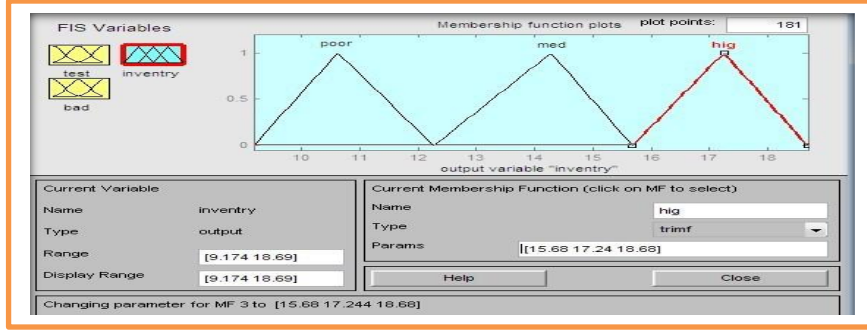 FIS Variables
Membership function plots
plot points: 181
test inventry
bad
poor med hig
1
0.5
0
10 11 12 13 14 15 16 17 18
output variable "inventry"
Current Variable
Name inventry
Type output
Range [9.174 18.69]
Display Range [9.174 18.69]
Current Membership Function (click on MF to select)
Name hig
Type trimf
Params [15.68 17.24 18.68]
Help Close
Changing parameter for MF 3 to [15.68 17.244 18.68]